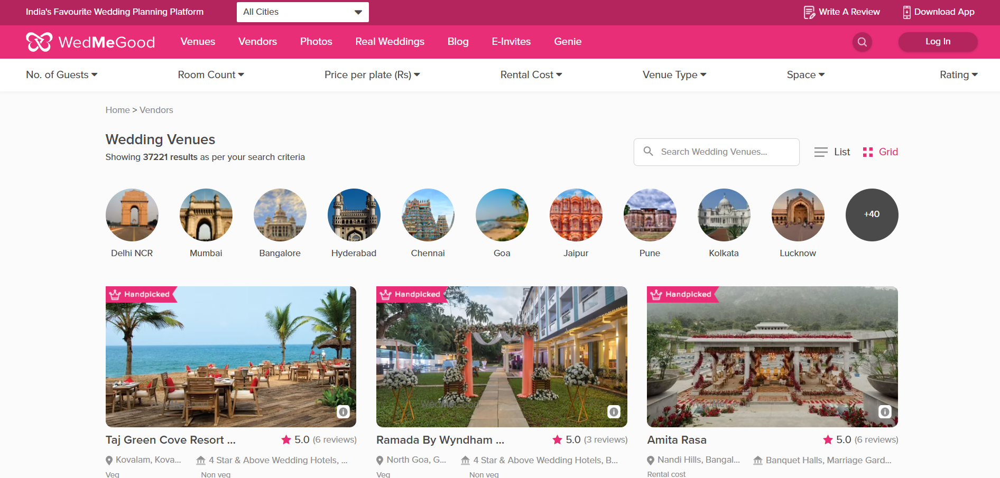 India's Favourite Wedding Planning Platform
All Cities
Write A Review
Download App
WedMeGood
Venues
Vendors
Photos
Real Weddings
Blog
E-Invites
Genie
Log In
No. of Guests
Room Count
Price per plate (Rs)
Rental Cost
Venue Type
Space
Rating
Home > Vendors
Wedding Venues
Showing 37221 results as per your search criteria
Search Wedding Venues...
List
Grid
+40
Delhi NCR
Mumbai
Bangalore
Hyderabad
Chennai
Goa
Jaipur
Pune
Kolkata
Lucknow
Handpicked
WedMeGood
Taj Green Cove Resort ...
5.0 (6 reviews)
Kovalam, Kova...
4 Star & Above Wedding Hotels, ...
Veg
Non veg
Handpicked
WedMeGood
Ramada By Wyndham ...
5.0 (3 reviews)
North Goa, G...
4 Star & Above Wedding Hotels, B...
Veg
Non veg
Handpicked
WedMeGood
Amita Rasa
5.0 (6 reviews)
Nandi Hills, Bangal...
Banquet Halls, Marriage Gard...
Rental cost